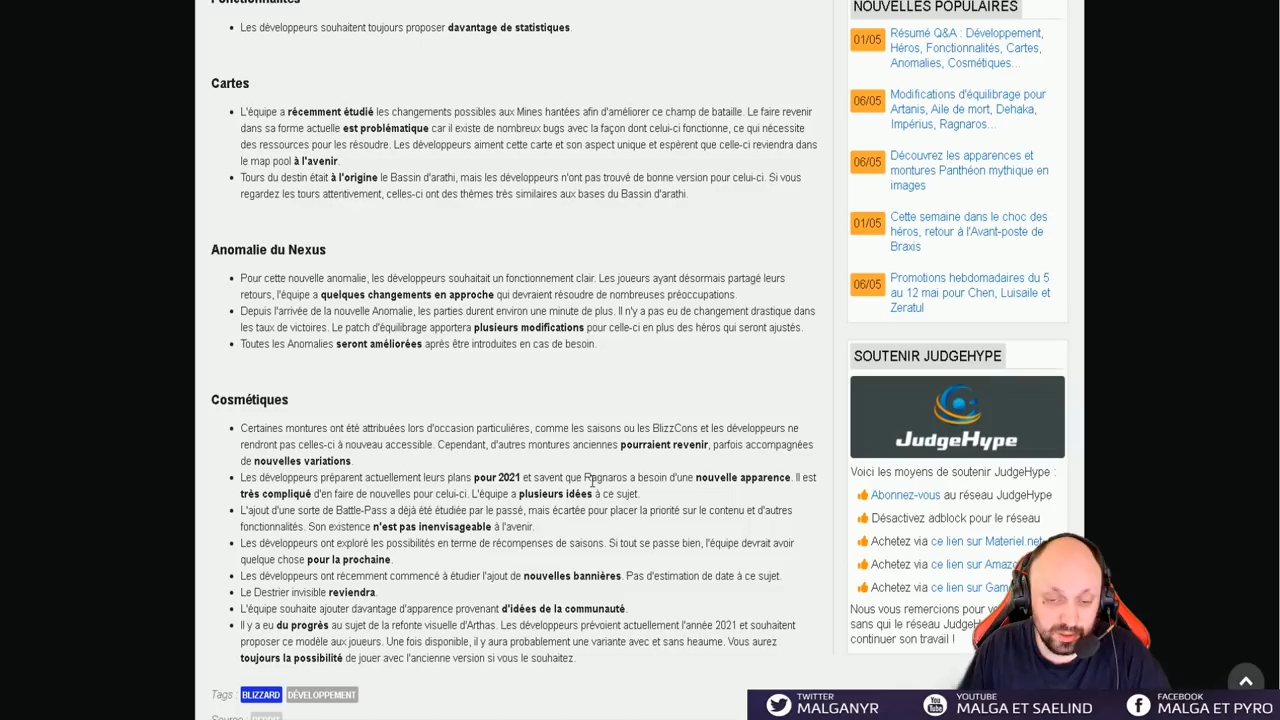 Fonctionnalités
Les développeurs souhaitent toujours proposer davantage de statistiques.
Cartes
L'équipe a récemment étudié les changements possibles aux Mines hantées afin d'améliorer ce champ de bataille. Le faire revenir
dans sa forme actuelle est problématique car il existe de nombreux bugs avec la façon dont celui-ci fonctionne, ce qui nécessite
des ressources pour les résoudre. Les développeurs aiment cette carte et son aspect unique et espèrent que celle-ci reviendra dans
le map pool à l'avenir.
Tours du destin était à l'origine le Bassin d'arathi, mais les développeurs n'ont pas trouvé de bonne version pour celui-ci. Si vous
regardez les tours attentivement, celles-ci ont des thèmes très similaires aux bases du Bassin d'arathi.
Anomalie du Nexus
Pour cette nouvelle anomalie, les développeurs souhaitait un fonctionnement clair. Les joueurs ayant désormais partagé leurs
retours, l'équipe a quelques changements en approche qui devraient résoudre de nombreuses préoccupations.
Depuis l'arrivée de la nouvelle Anomalie, les parties durent environ une minute de plus. Il n'y a pas eu de changement drastique dans
les taux de victoires. Le patch d'équilibrage apportera plusieurs modifications pour celle-ci en plus des héros qui seront ajustés.
Toutes les Anomalies seront améliorées après être introduites en cas de besoin.
Cosmétiques
Certaines montures ont été attribuées lors d'occasion particulières, comme les saisons ou les BlizzCons et les développeurs ne
rendront pas celles-ci à nouveau accessible. Cependant, d'autres montures anciennes pourraient revenir, parfois accompagnées
de nouvelles variations.
Les développeurs préparent actuellement leurs plans pour 2021 et savent que Ragnaros a besoin d'une nouvelle apparence. Il est
très compliqué d'en faire de nouvelles pour celui-ci. L'équipe a plusieurs idées à ce sujet.
L'ajout d'une sorte de Battle-Pass a déjà été étudiée par le passé, mais écartée pour placer la priorité sur le contenu et d'autres
fonctionnalités. Son existence n'est pas inenvisageable à l'avenir.
Les développeurs ont exploré les possibilités en terme de récompenses de saisons. Si tout se passe bien, l'équipe devrait avoir
quelque chose pour la prochaine.
Les développeurs ont récemment commencé à étudier l'ajout de nouvelles bannières. Pas d'estimation de date à ce sujet.
Le Destrier invisible reviendra.
L'équipe souhaite ajouter davantage d'apparence provenant d'idées de la communauté.
Il y a eu du progrès au sujet de la refonte visuelle d'Arthas. Les développeurs prévoient actuellement l'année 2021 et souhaitent
proposer ce modèle aux joueurs. Une fois disponible, il y aura probablement une variante avec et sans heaume. Vous aurez
toujours la possibilité de jouer avec l'ancienne version si vous le souhaitez.
Tags : BLIZZARD DÉVELOPPEMENT
NOUVELLES POPULAIRES
01/05 Résumé Q&A : Développement,
Héros, Fonctionnalités, Cartes,
Anomalies, Cosmétiques...
06/05 Modifications d'équilibrage pour
Artanis, Aile de mort, Dehaka,
Impérius, Ragnaros...
06/05 Découvrez les apparences et
montures Panthéon mythique en
images
01/05 Cette semaine dans le choc des
héros, retour à l'Avant-poste de
Braxis
06/05 Promotions hebdomadaires du 5
au 12 mai pour Chen, Luisaile et
Zeratul
SOUTENIR JUDGEHYPE
JUDGEHYPE
Voici les moyens de soutenir JudgeHype :
Abonnez-vous au réseau JudgeHype
Désactivez adblock pour le réseau
Achetez via ce lien sur Materiel.net
Achetez via ce lien sur
Achetez via ce lien sur
Nous vous remercions pour
sans qui le réseau
continuer son travail !
TWITTER
MALGANYR
YOUTUBE
MALGA ET SAELIND
FACEBOOK
MALGA ET PYRO